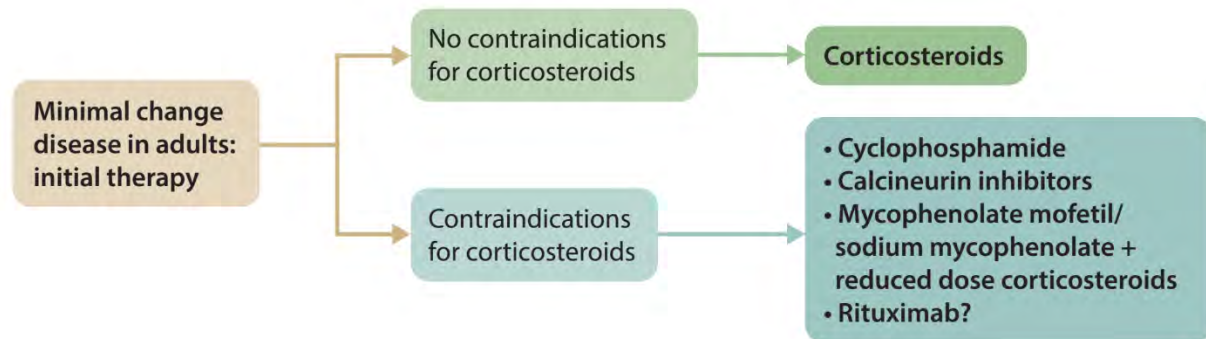 Minimal change
disease in adults:
initial therapy
No contraindications
for corticosteroids
Corticosteroids
Contraindications
for corticosteroids
• Cyclophosphamide
• Calcineurin inhibitors
• Mycophenolate mofetil/
sodium mycophenolate +
reduced dose corticosteroids
• Rituximab?